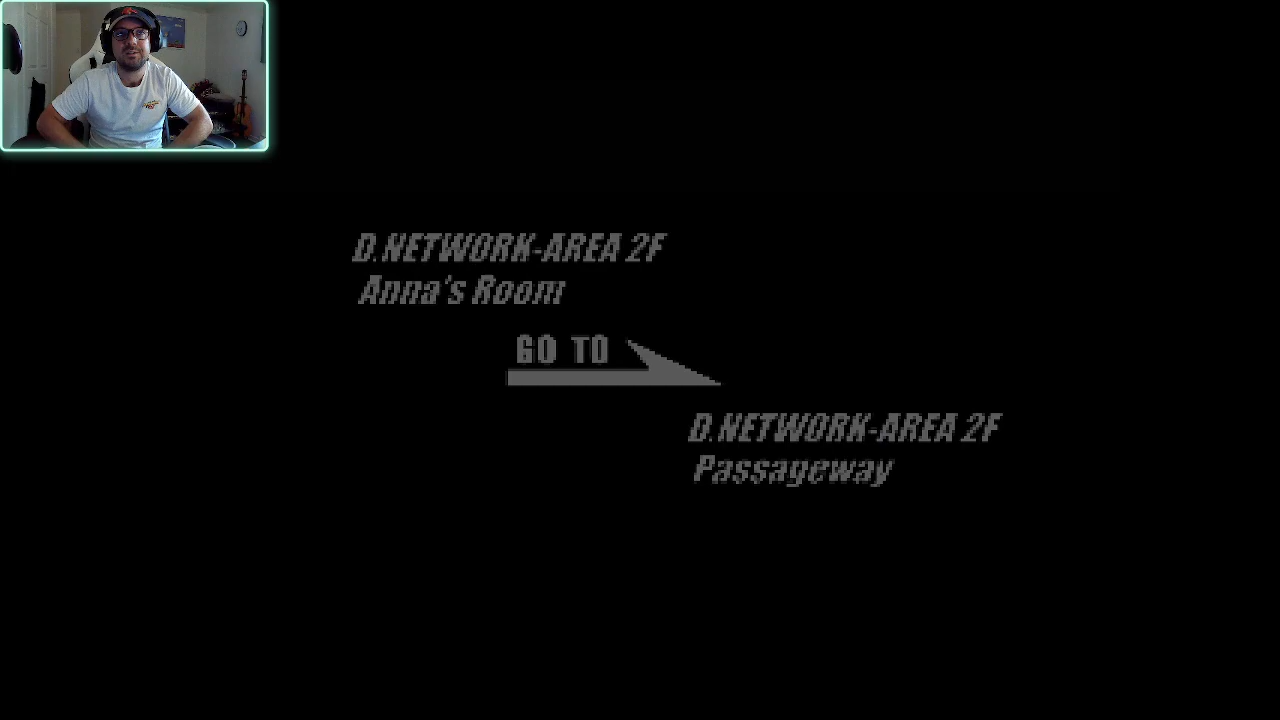 D.NETWORK-AREA 2F
Anna's Room
GO TO
D.NETWORK-AREA 2F
Passageway